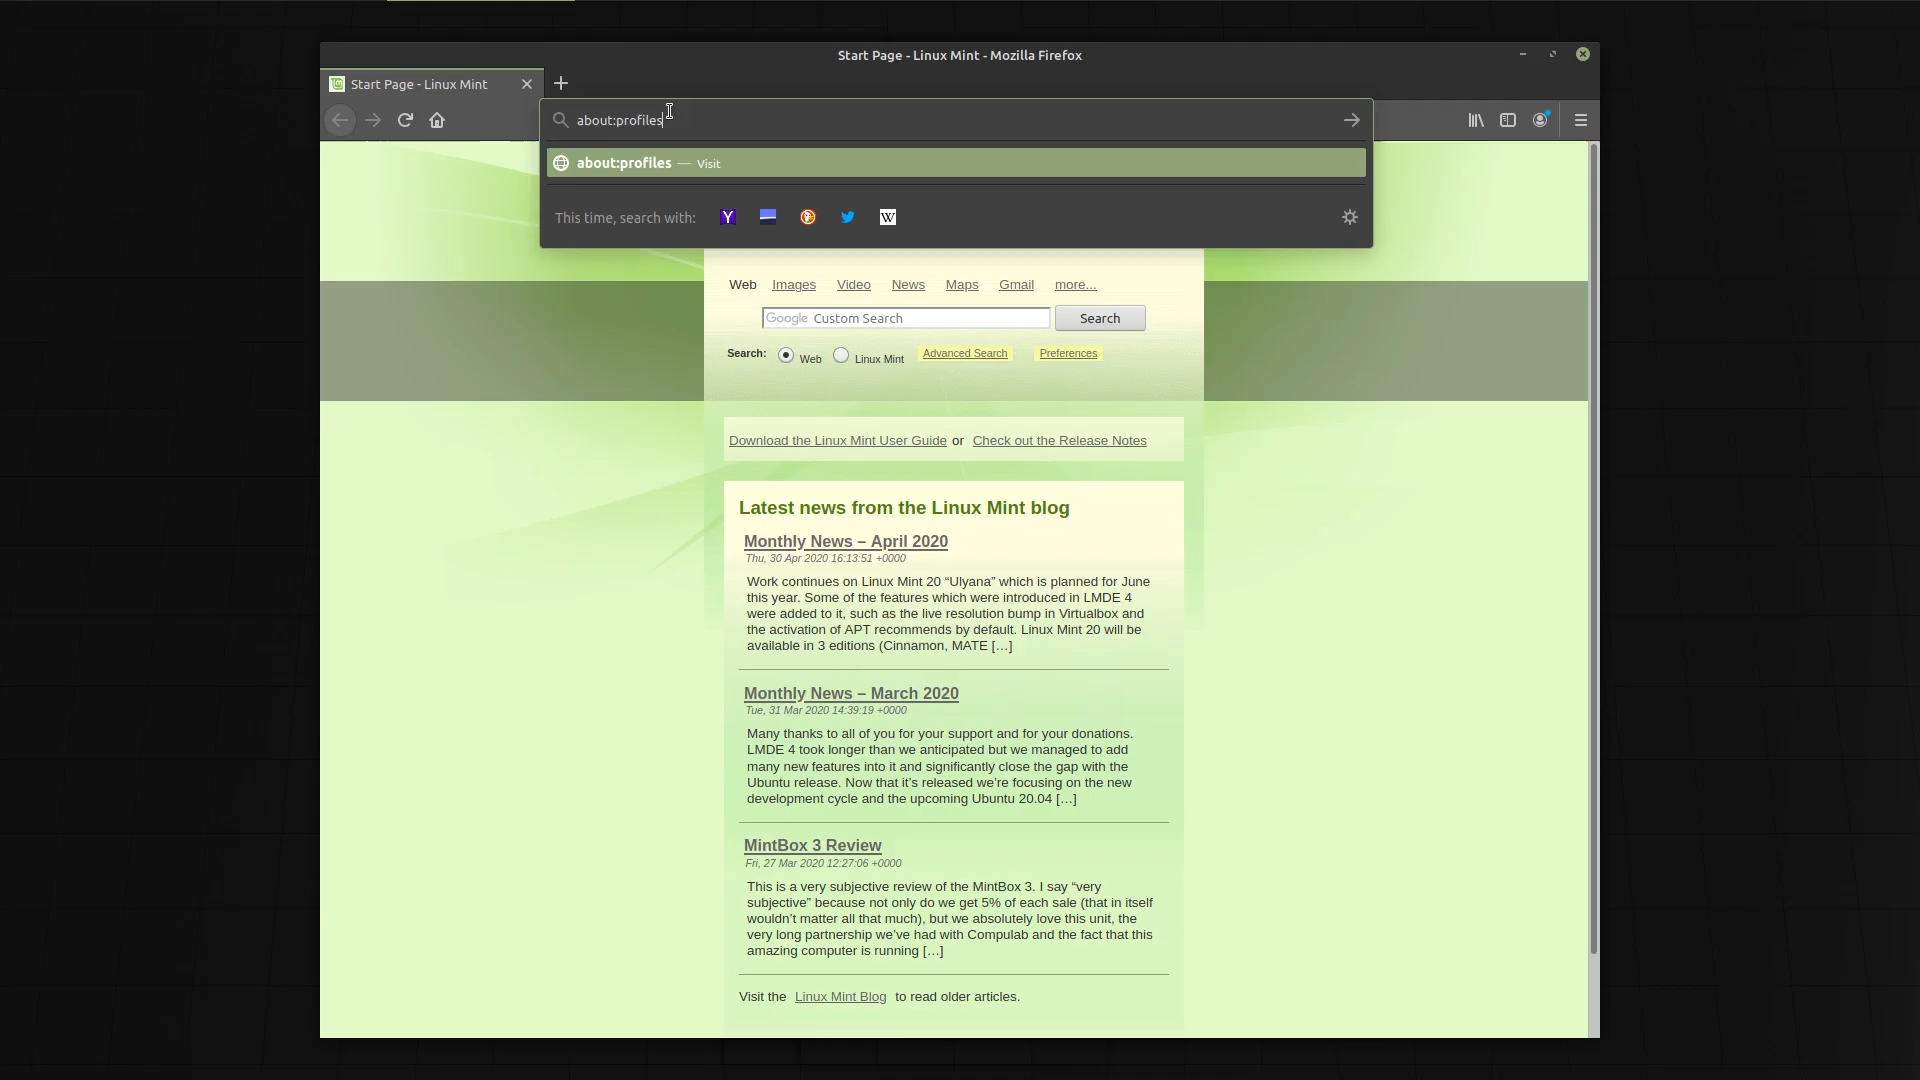 Start Page - Linux Mint - Mozilla Firefox
Start Page - Linux Mint
about:profiles
about:profiles — Visit
This time, search with: Y W
Web Images Video News Maps Gmail more...
Google Custom Search Search
Search: Web Linux Mint Advanced Search Preferences
Download the Linux Mint User Guide or Check out the Release Notes
Latest news from the Linux Mint blog
Monthly News – April 2020
Thu, 30 Apr 2020 16:13:51 +0000
Work continues on Linux Mint 20 “Ulyana” which is planned for June
this year. Some of the features which were introduced in LMDE 4
were added to it, such as the live resolution bump in Virtualbox and
the activation of APT recommends by default. Linux Mint 20 will be
available in 3 editions (Cinnamon, MATE […]
Monthly News – March 2020
Tue, 31 Mar 2020 14:39:19 +0000
Many thanks to all of you for your support and for your donations.
LMDE 4 took longer than we anticipated but we managed to add
many new features into it and significantly close the gap with the
Ubuntu release. Now that it’s released we’re focusing on the new
development cycle and the upcoming Ubuntu 20.04 […]
MintBox 3 Review
Fri, 27 Mar 2020 12:27:06 +0000
This is a very subjective review of the MintBox 3. I say “very
subjective” because not only do we get 5% of each sale (that in itself
wouldn’t matter all that much), but we absolutely love this unit, the
very long partnership we’ve had with Compulab and the fact that this
amazing computer is running […]
Visit the Linux Mint Blog to read older articles.